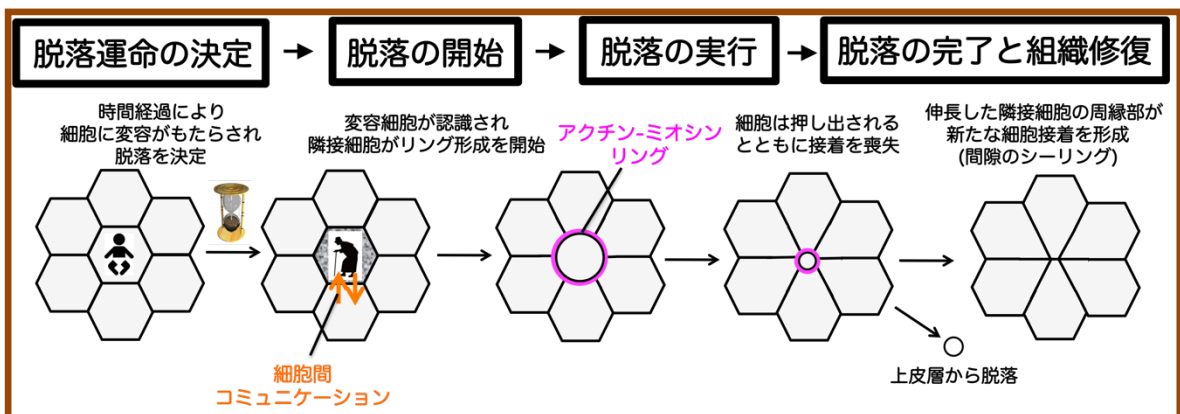 脱落運命の決定
脱落の開始
脱落の実行
脱落の完了と組織修復
時間経過により
細胞に変容がもたらされ
脱落を決定
変容細胞が認識され
隣接細胞がリング形成を開始
アクチン-ミオシン
リング
細胞は押し出される
とともに接着を喪失
伸長した隣接細胞の周縁部が
新たな細胞接着を形成
(間隙のシーリング)
細胞間
コミュニケーション
上皮層から脱落